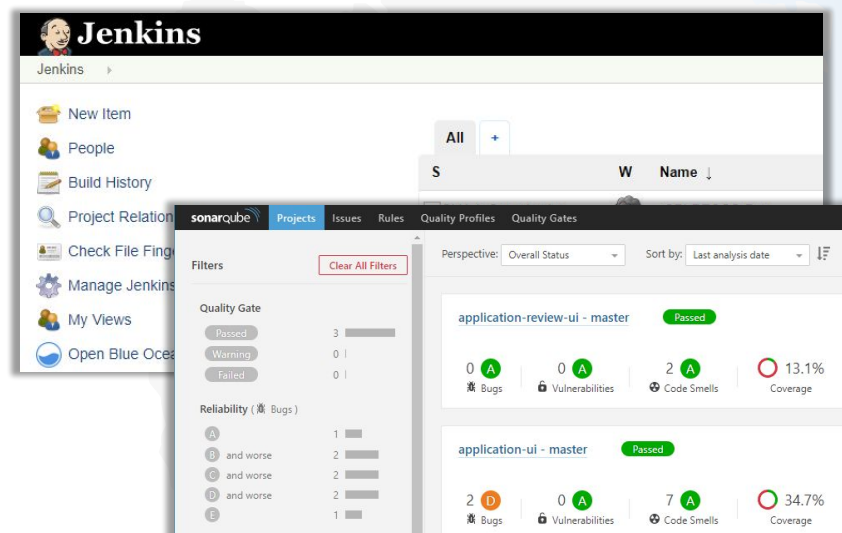 Jenkins
Jenkins
New Item
People
Build History
Project Relation
Check File Finge
Manage Jenkins
My Views
Open Blue Ocea
All +
S W Name ↓
sonarqube Projects Issues Rules Quality Profiles Quality Gates
Filters Clear All Filters
Quality Gate
Passed 3
Warning 0
Failed 0
Reliability ( Bugs )
A 1
B and worse 2
C and worse 2
D and worse 2
E 1
Perspective: Overall Status Sort by: Last analysis date
application-review-ui - master Passed
0 A 0 A 2 A 13.1%
Bugs Vulnerabilities Code Smells Coverage
application-ui - master Passed
2 D 0 A 7 A 34.7%
Bugs Vulnerabilities Code Smells Coverage